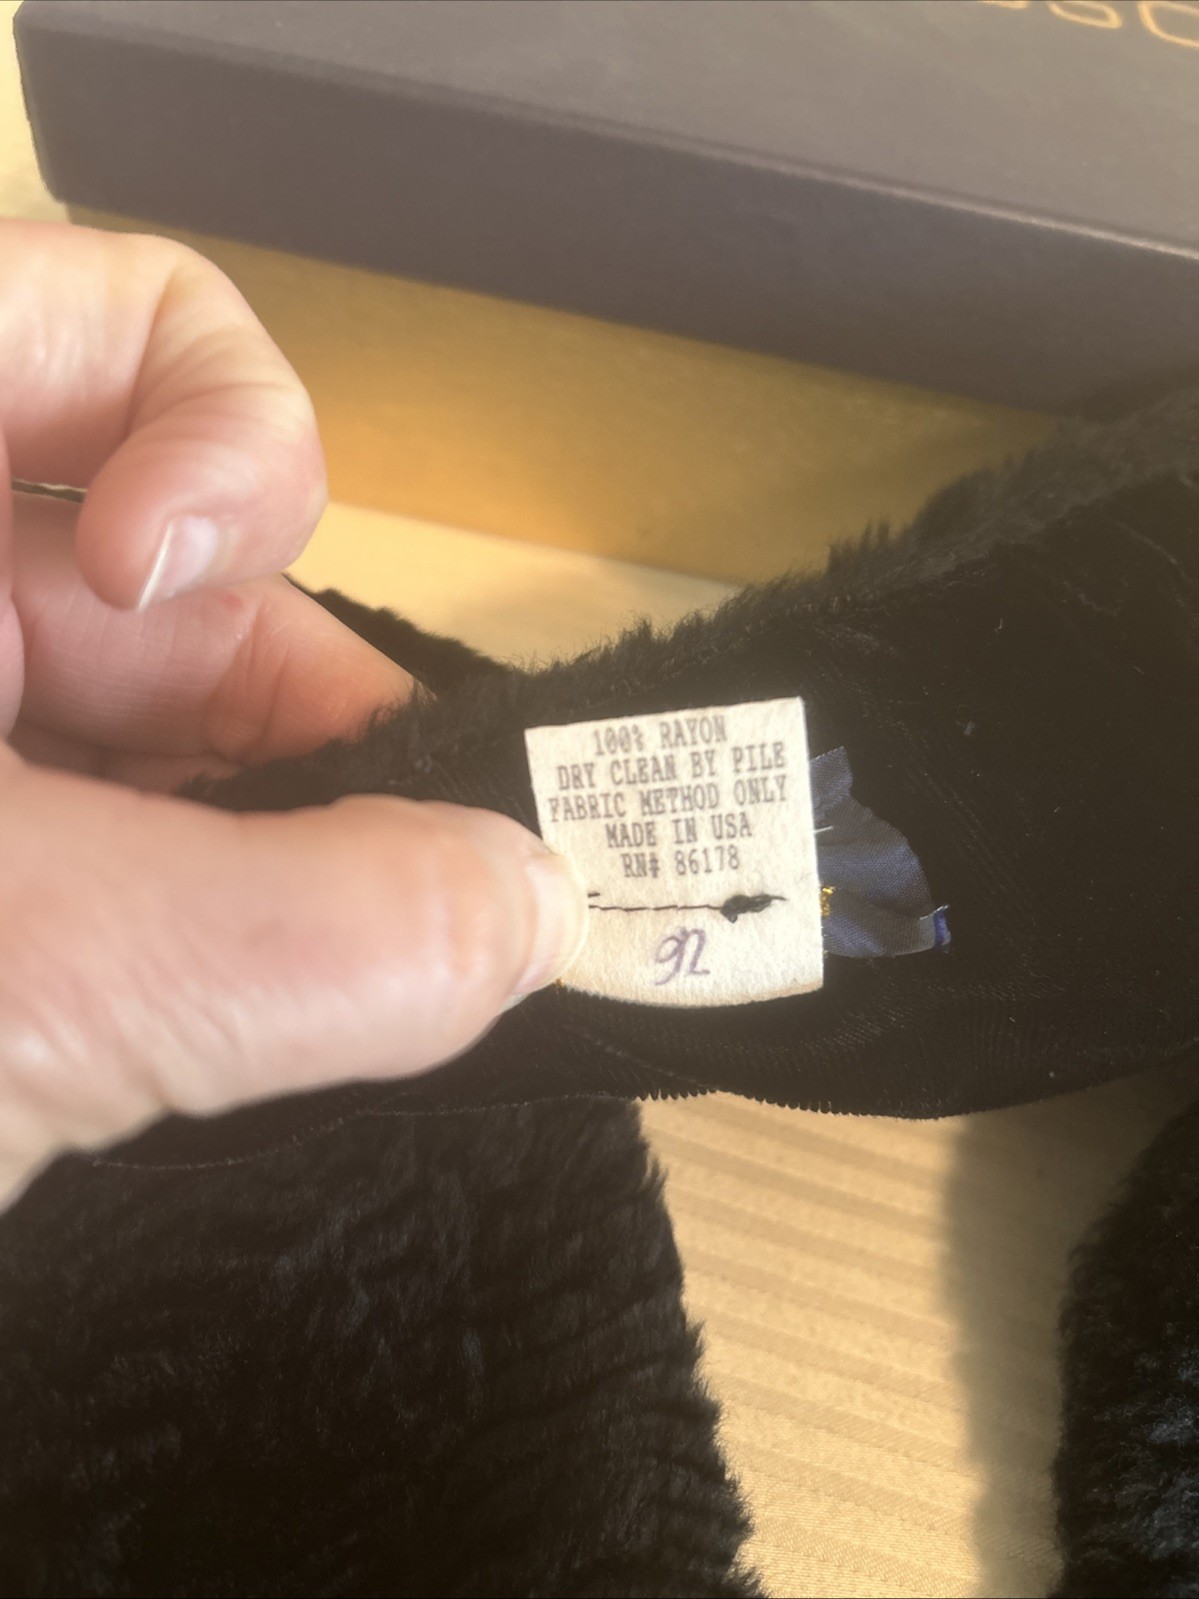 100% RAYON
DRY CLEAN BY PILE
FABRIC METHOD ONLY
MADE IN USA
RN# 86178
92